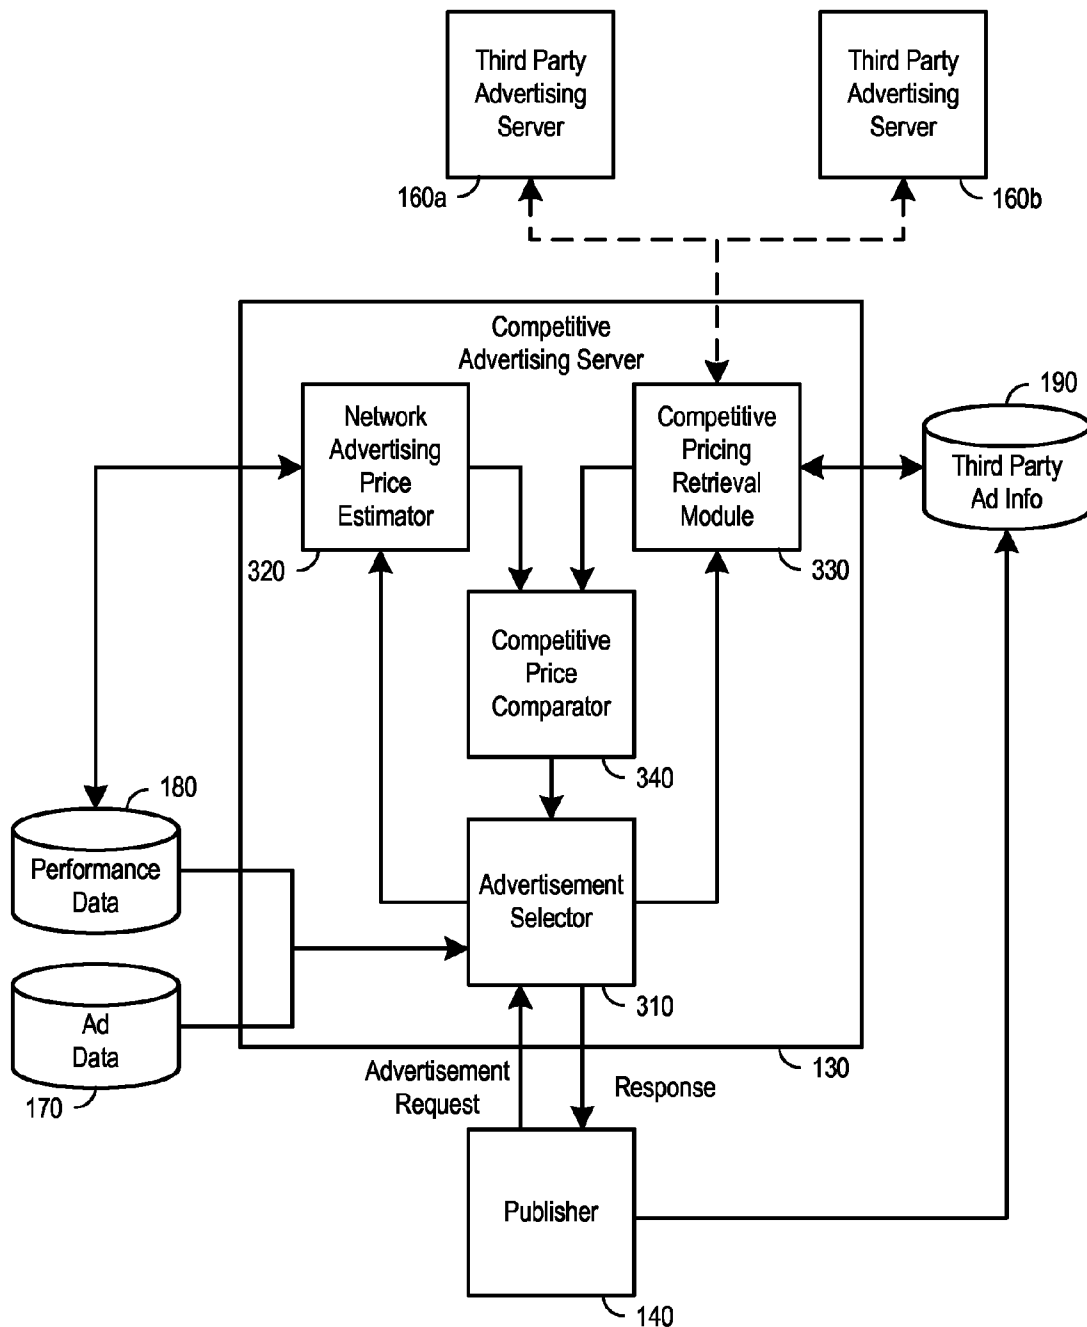 Third Party
Advertising
Server
160a
Third Party
Advertising
Server
160b
Competitive
Advertising Server
Network
Advertising
Price
Estimator
320
Competitive
Pricing
Retrieval
Module
330
190
Third Party
Ad Info
Competitive
Price
Comparator
340
180
Performance
Data
Advertisement
Selector
310
Ad
Data
170
130
Advertisement
Request
Response
Publisher
140